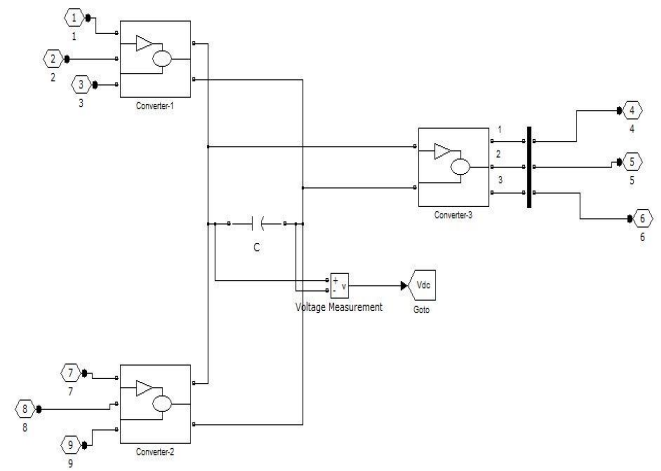 1
1
2
2
3
3
Converter-1
1
2
3
Converter-3
4
4
5
5
6
6
C
+
-
v
Voltage Measurement
Vdc
Goto
7
7
8
8
9
9
Converter-2